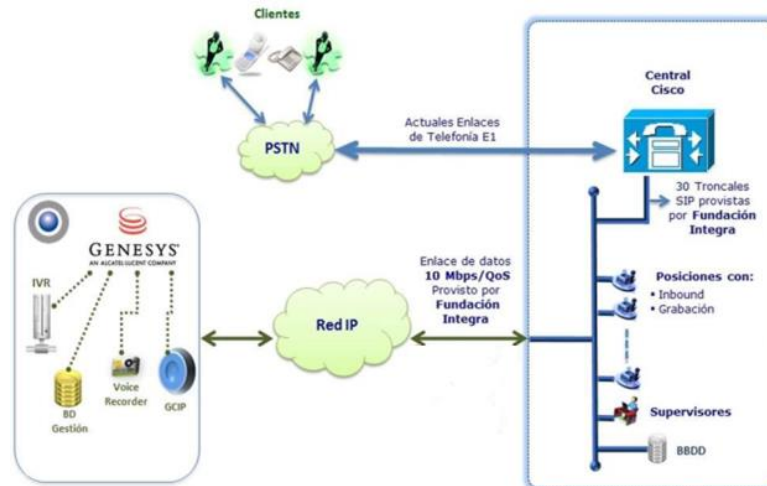 Clientes
PSTN
Actuales Enlaces
de Telefonía E1
Central
Cisco
30 Troncales
SIP provistas
por Fundación
Integra
GENESYS
AN ALCATEL-LUCENT COMPANY
IVR
BD
Gestión
Voice
Recorder
GCIP
Red IP
Enlace de datos
10 Mbps/QoS
Provisto por
Fundación
Integra
Posiciones con:
▪ Inbound
▪ Grabación
Supervisores
BBDD